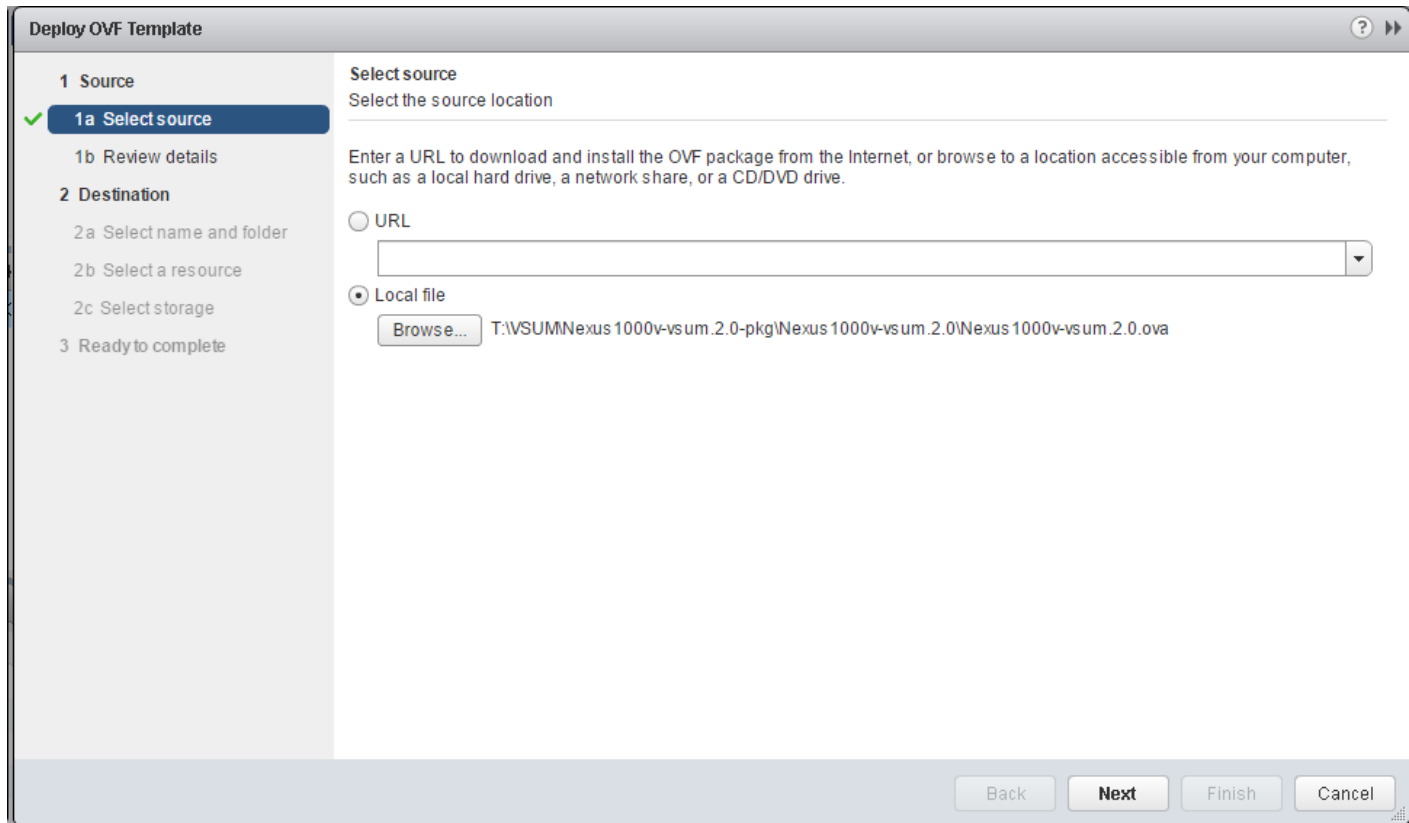 Deploy OVF Template
?
1 Source
1a Select source
1b Review details
2 Destination
2a Select name and folder
2b Select a resource
2c Select storage
3 Ready to complete
Select source
Select the source location
Enter a URL to download and install the OVF package from the Internet, or browse to a location accessible from your computer,
such as a local hard drive, a network share, or a CD/DVD drive.
URL
Local file
Browse... T:\VSUM\Nexus1000v-vsum.2.0-pkg\Nexus1000v-vsum.2.0\Nexus1000v-vsum.2.0.ova
Back Next Finish Cancel